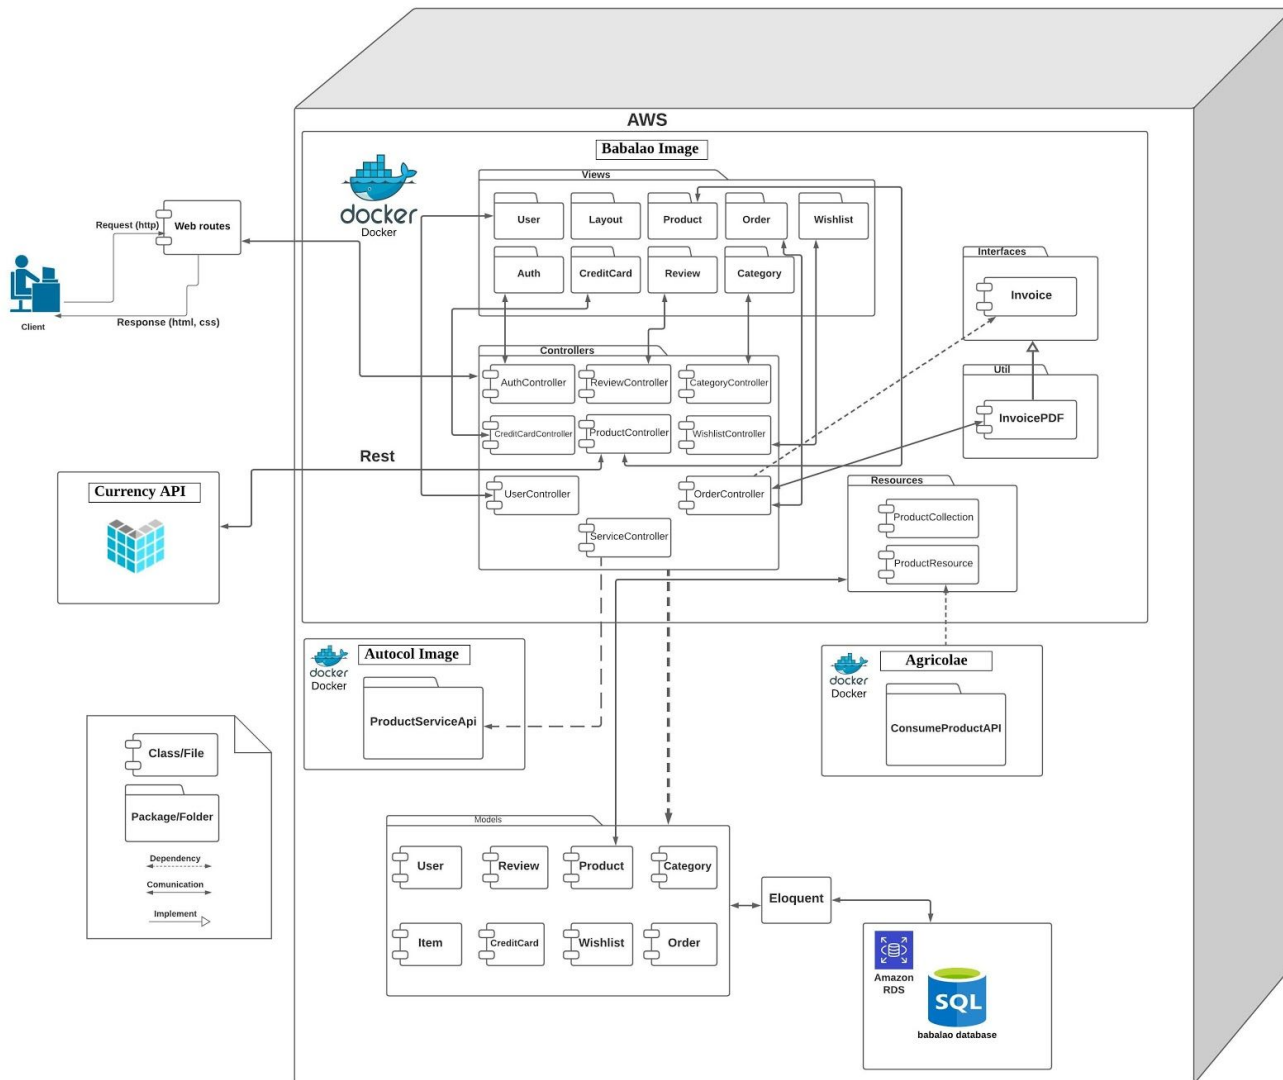 AWS
Babalao Image
docker
Docker
Views
User
Layout
Product
Order
Wishlist
Auth
CreditCard
Review
Category
Request (http)
Web routes
Response (html, css)
Client
Interfaces
Invoice
Controllers
AuthController
ReviewController
CategoryController
CreditCardController
ProductController
WishlistController
UserController
OrderController
ServiceController
Util
InvoicePDF
Rest
Currency API
Resources
ProductCollection
ProductResource
Autocol Image
docker
Docker
ProductServiceApi
Agricolae
docker
Docker
ConsumeProductAPI
Class/File
Package/Folder
Dependency
Comunication
Implement
Models
User
Review
Product
Category
Item
CreditCard
Wishlist
Order
Eloquent
Amazon
RDS
SQL
babalao database